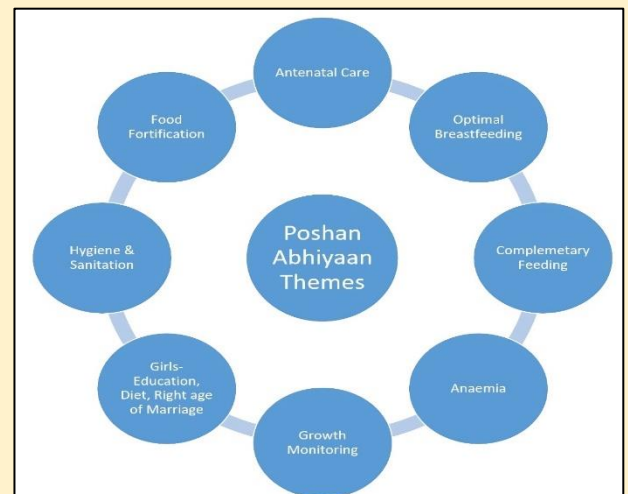 Antenatal Care
Optimal
Breastfeeding
Complemetary
Feeding
Anaemia
Growth
Monitoring
Girls-
Education,
Diet, Right age
of Marriage
Hygiene &
Sanitation
Food
Fortification
Poshan
Abhiyaan
Themes